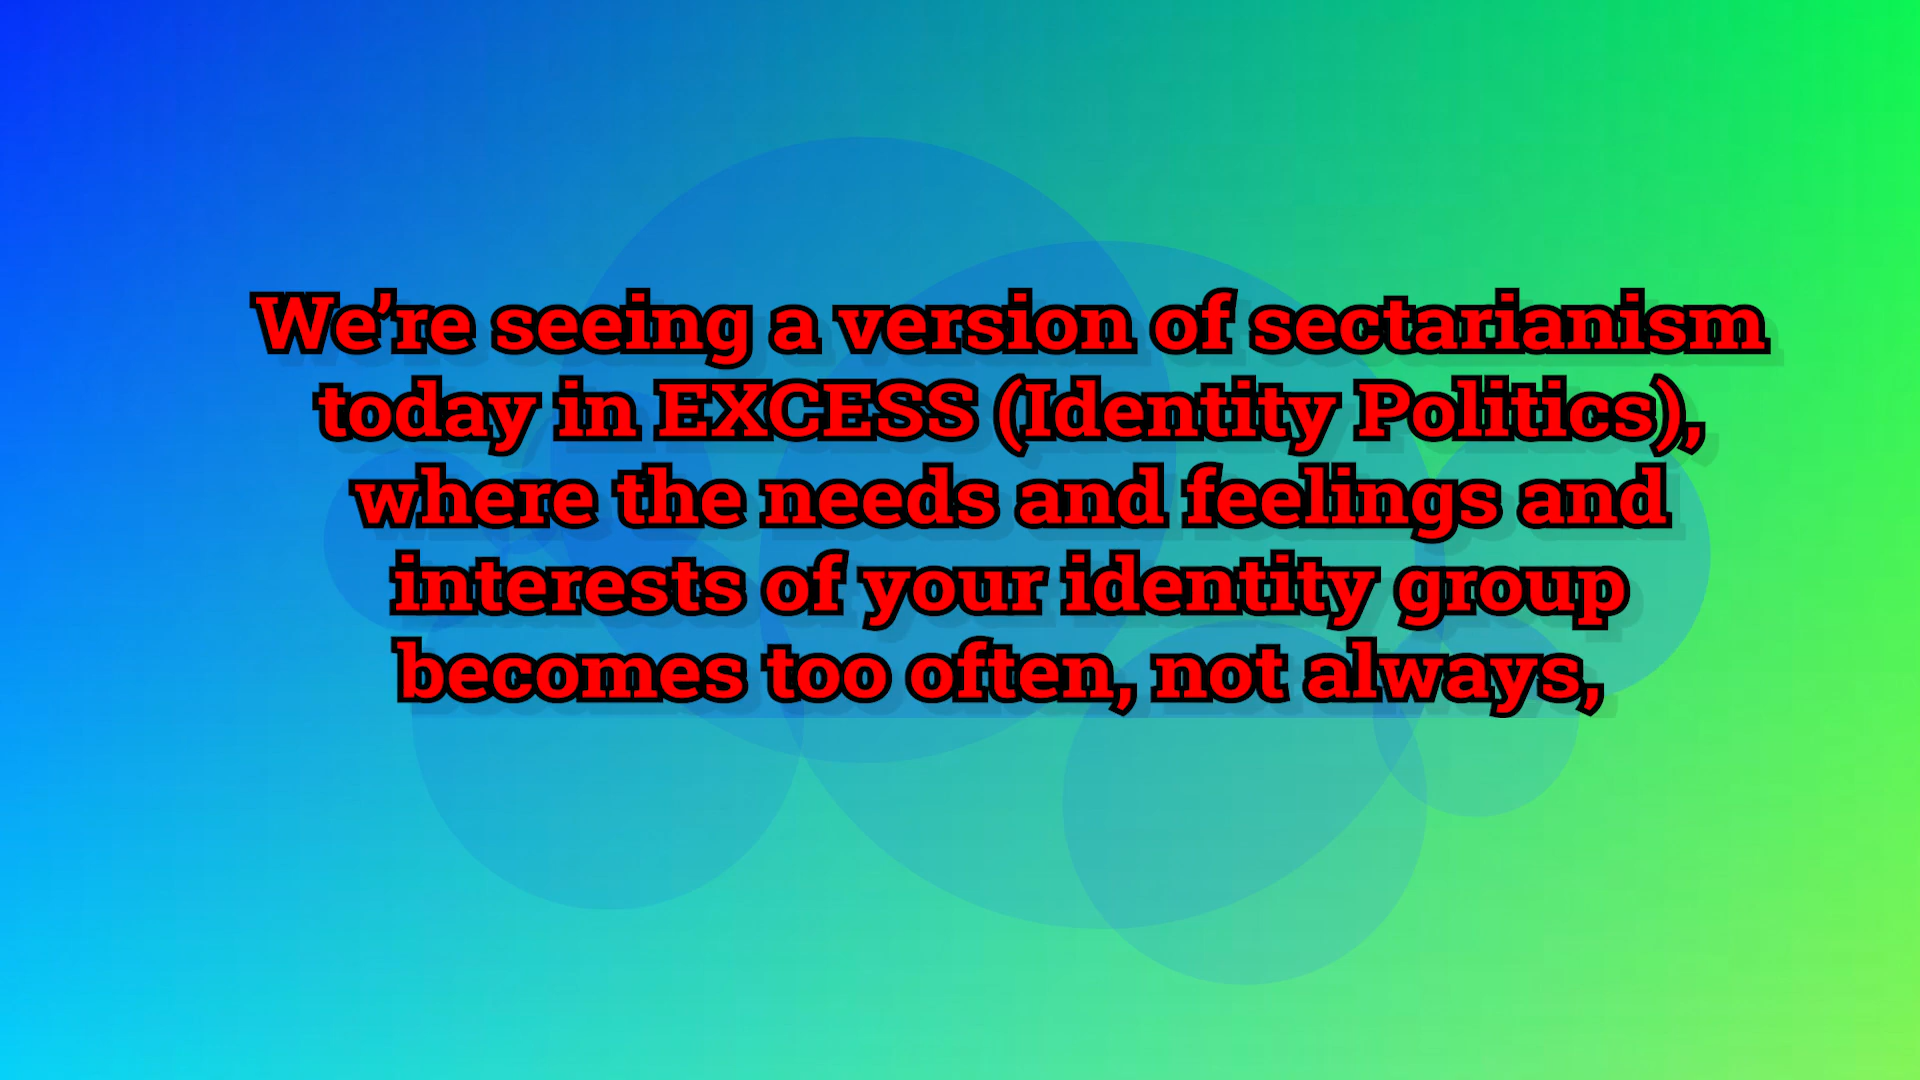 We’re seeing a version of sectarianism
today in EXCESS (Identity Politics),
where the needs and feelings and
interests of your identity group
becomes too often, not always,